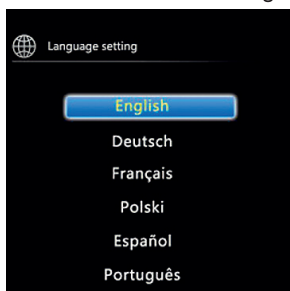 Language setting
English
Deutsch
Français
Polski
Español
Português